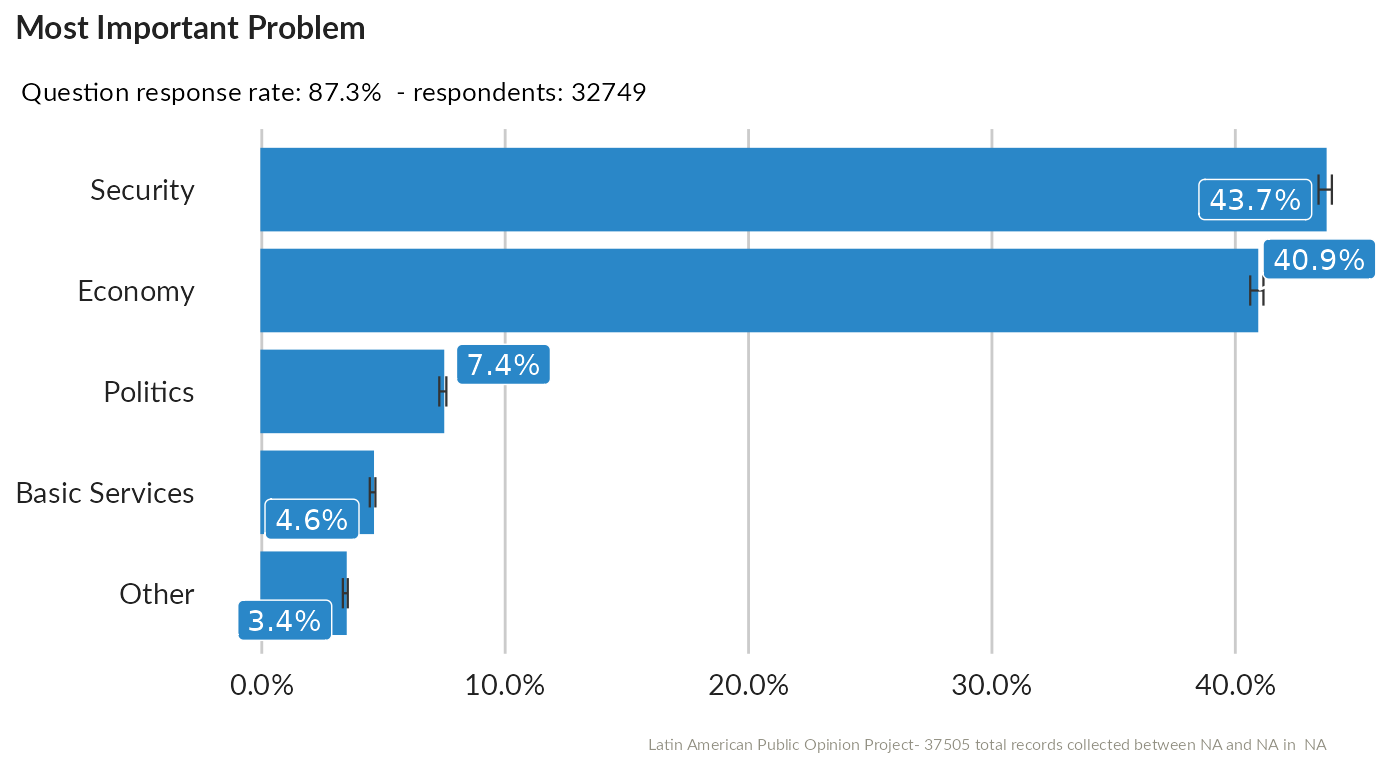 Most Important Problem
Question response rate: 87.3%  - respondents: 32749
Security
43.7%
Economy
40.9%
Politics
7.4%
Basic Services
4.6%
Other
3.4%
0.0% 10.0% 20.0% 30.0% 40.0%
Latin American Public Opinion Project- 37505 total records collected between NA and NA in  NA